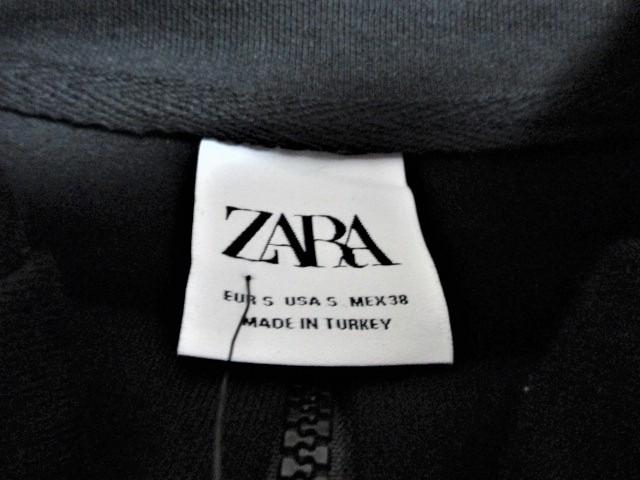 ZARA
EUR S USA S MEX 38
MADE IN TURKEY